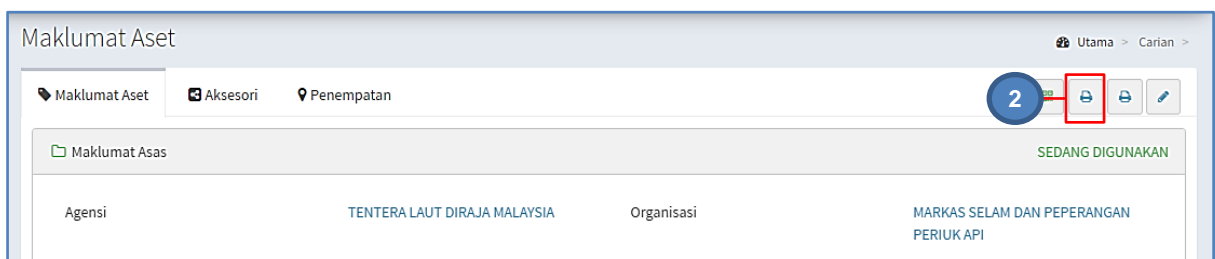 Maklumat Aset
Utama > Carian >
Maklumat Aset Aksesori Penempatan
2
Maklumat Asas SEDANG DIGUNAKAN
Agensi TENTERA LAUT DIRAJA MALAYSIA Organisasi MARKAS SELAM DAN PEPERANGAN
PERIUK API